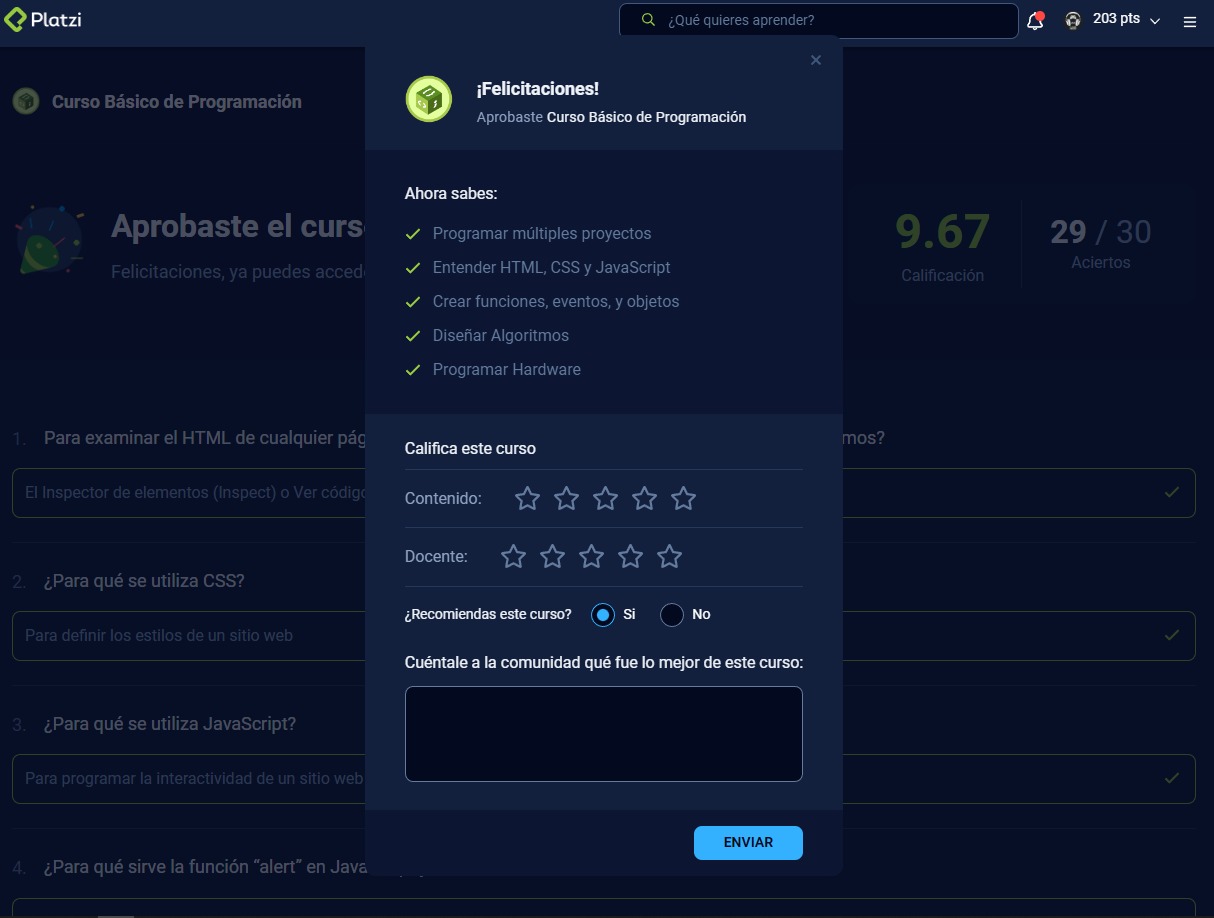 Platzi
¿Qué quieres aprender?
203 pts
Curso Básico de Programación
¡Felicitaciones!
Aprobaste Curso Básico de Programación
Aprobaste el curs
Felicitaciones, ya puedes acced
9.67
Calificación
29 / 30
Aciertos
Ahora sabes:
Programar múltiples proyectos
Entender HTML, CSS y JavaScript
Crear funciones, eventos, y objetos
Diseñar Algoritmos
Programar Hardware
Califica este curso
Contenido:
Docente:
¿Recomiendas este curso? Si No
Cuéntale a la comunidad qué fue lo mejor de este curso:
ENVIAR
1. Para examinar el HTML de cualquier pág mos?
El Inspector de elementos (Inspect) o Ver código
2. ¿Para qué se utiliza CSS?
Para definir los estilos de un sitio web
3. ¿Para qué se utiliza JavaScript?
Para programar la interactividad de un sitio web
4. ¿Para qué sirve la función “alert” en Java